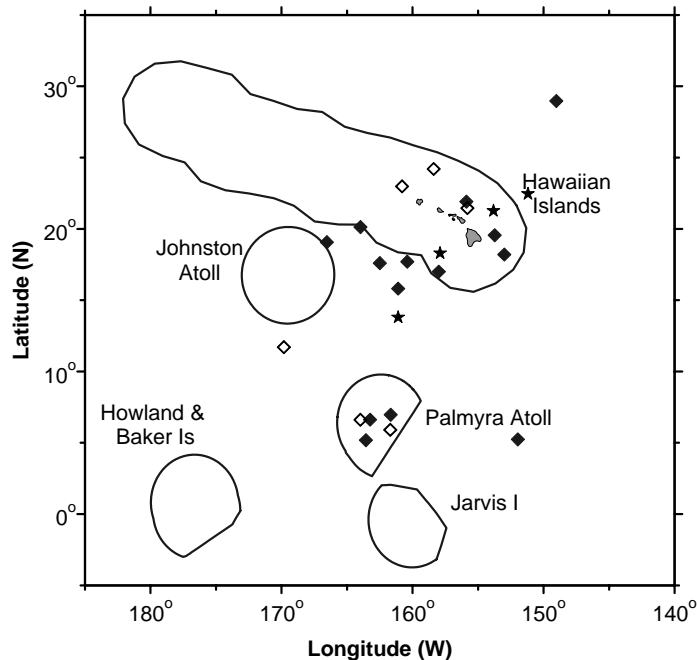 30°
20°
10°
0°
Latitude (N)
Hawaiian
Islands
Johnston
Atoll
Howland &
Baker Is
Palmyra Atoll
Jarvis I
180° 170° 160° 150° 140°
Longitude (W)